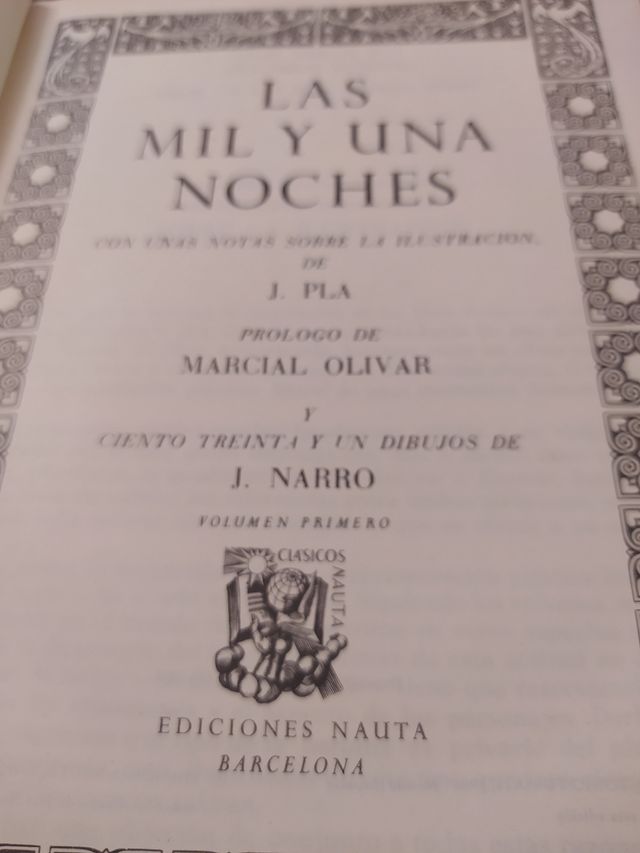 LAS
MIL Y UNA
NOCHES
CON UNAS NOTAS SOBRE LA ILUSTRACION,
DE
J. PLA
PROLOGO DE
MARCIAL OLIVAR
Y
CIENTO TREINTA Y UN DIBUJOS DE
J. NARRO
VOLUMEN PRIMERO
CLASICOS
NAUTA
EDICIONES NAUTA
BARCELONA